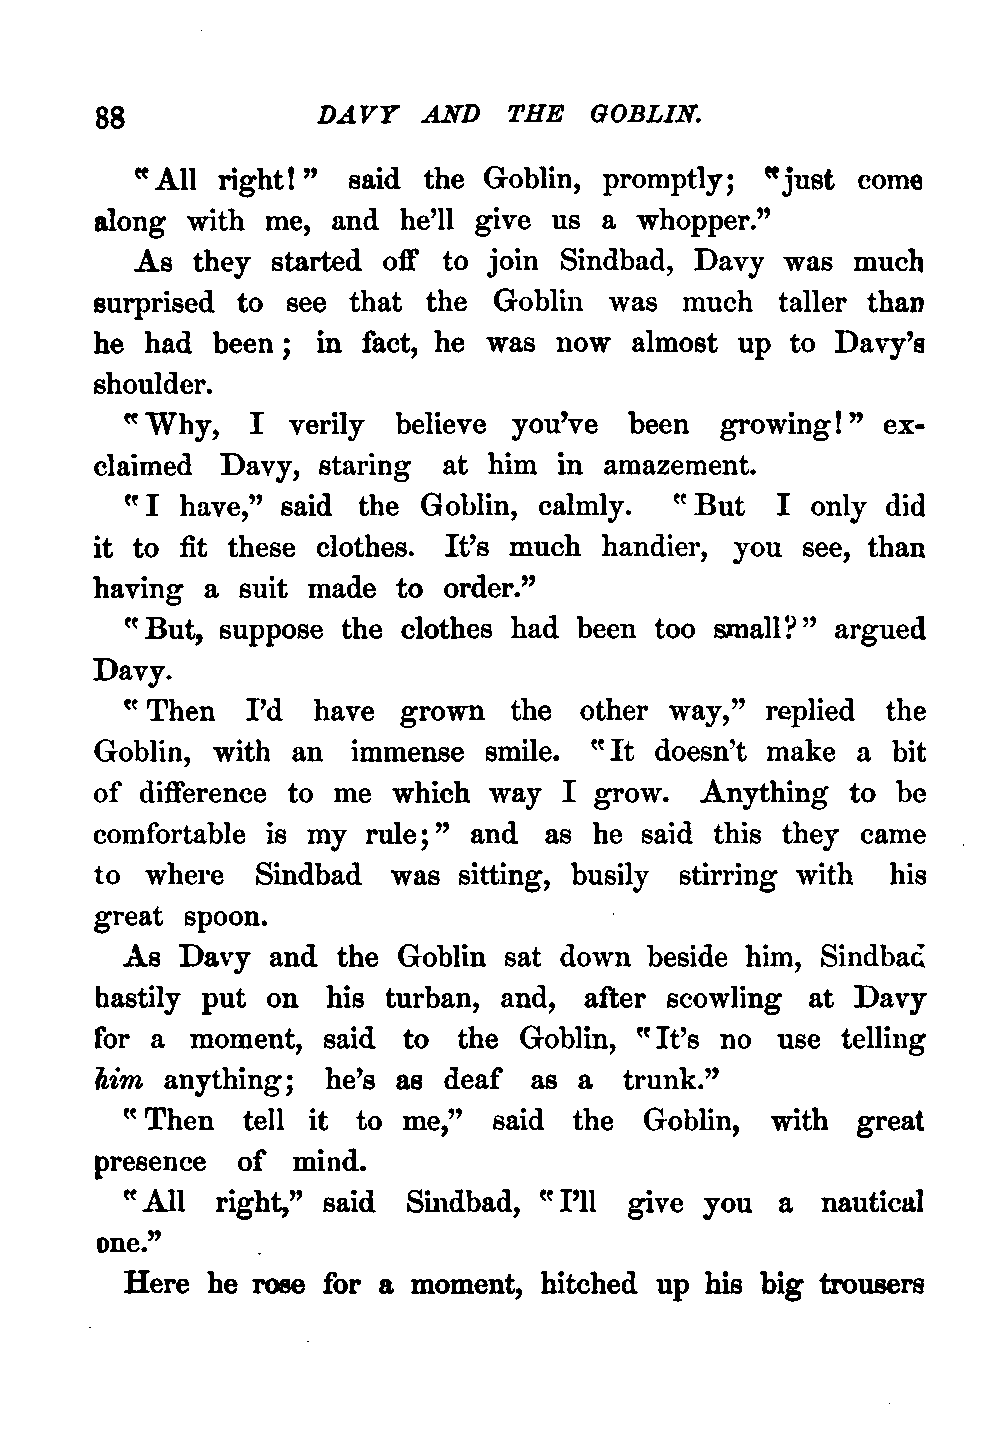 88 DAVY AND THE GOBLIN.
"All right!" said the Goblin, promptly; "just come
along with me, and he'll give us a whopper."
As they started off to join Sindbad, Davy was much
surprised to see that the Goblin was much taller than
he had been; in fact, he was now almost up to Davy's
shoulder.
"Why, I verily believe you've been growing!" ex-
claimed Davy, staring at him in amazement.
"I have," said the Goblin, calmly. "But I only did
it to fit these clothes. It's much handier, you see, than
having a suit made to order."
"But, suppose the clothes had been too small?" argued
Davy.
"Then I'd have grown the other way," replied the
Goblin, with an immense smile. "It doesn't make a bit
of difference to me which way I grow. Anything to be
comfortable is my rule;" and as he said this they came
to where Sindbad was sitting, busily stirring with his
great spoon.
As Davy and the Goblin sat down beside him, Sindbad
hastily put on his turban, and, after scowling at Davy
for a moment, said to the Goblin, "It's no use telling
him anything; he's as deaf as a trunk."
"Then tell it to me," said the Goblin, with great
presence of mind.
"All right," said Sindbad, "I'll give you a nautical
one."
Here he rose for a moment, hitched up his big trousers